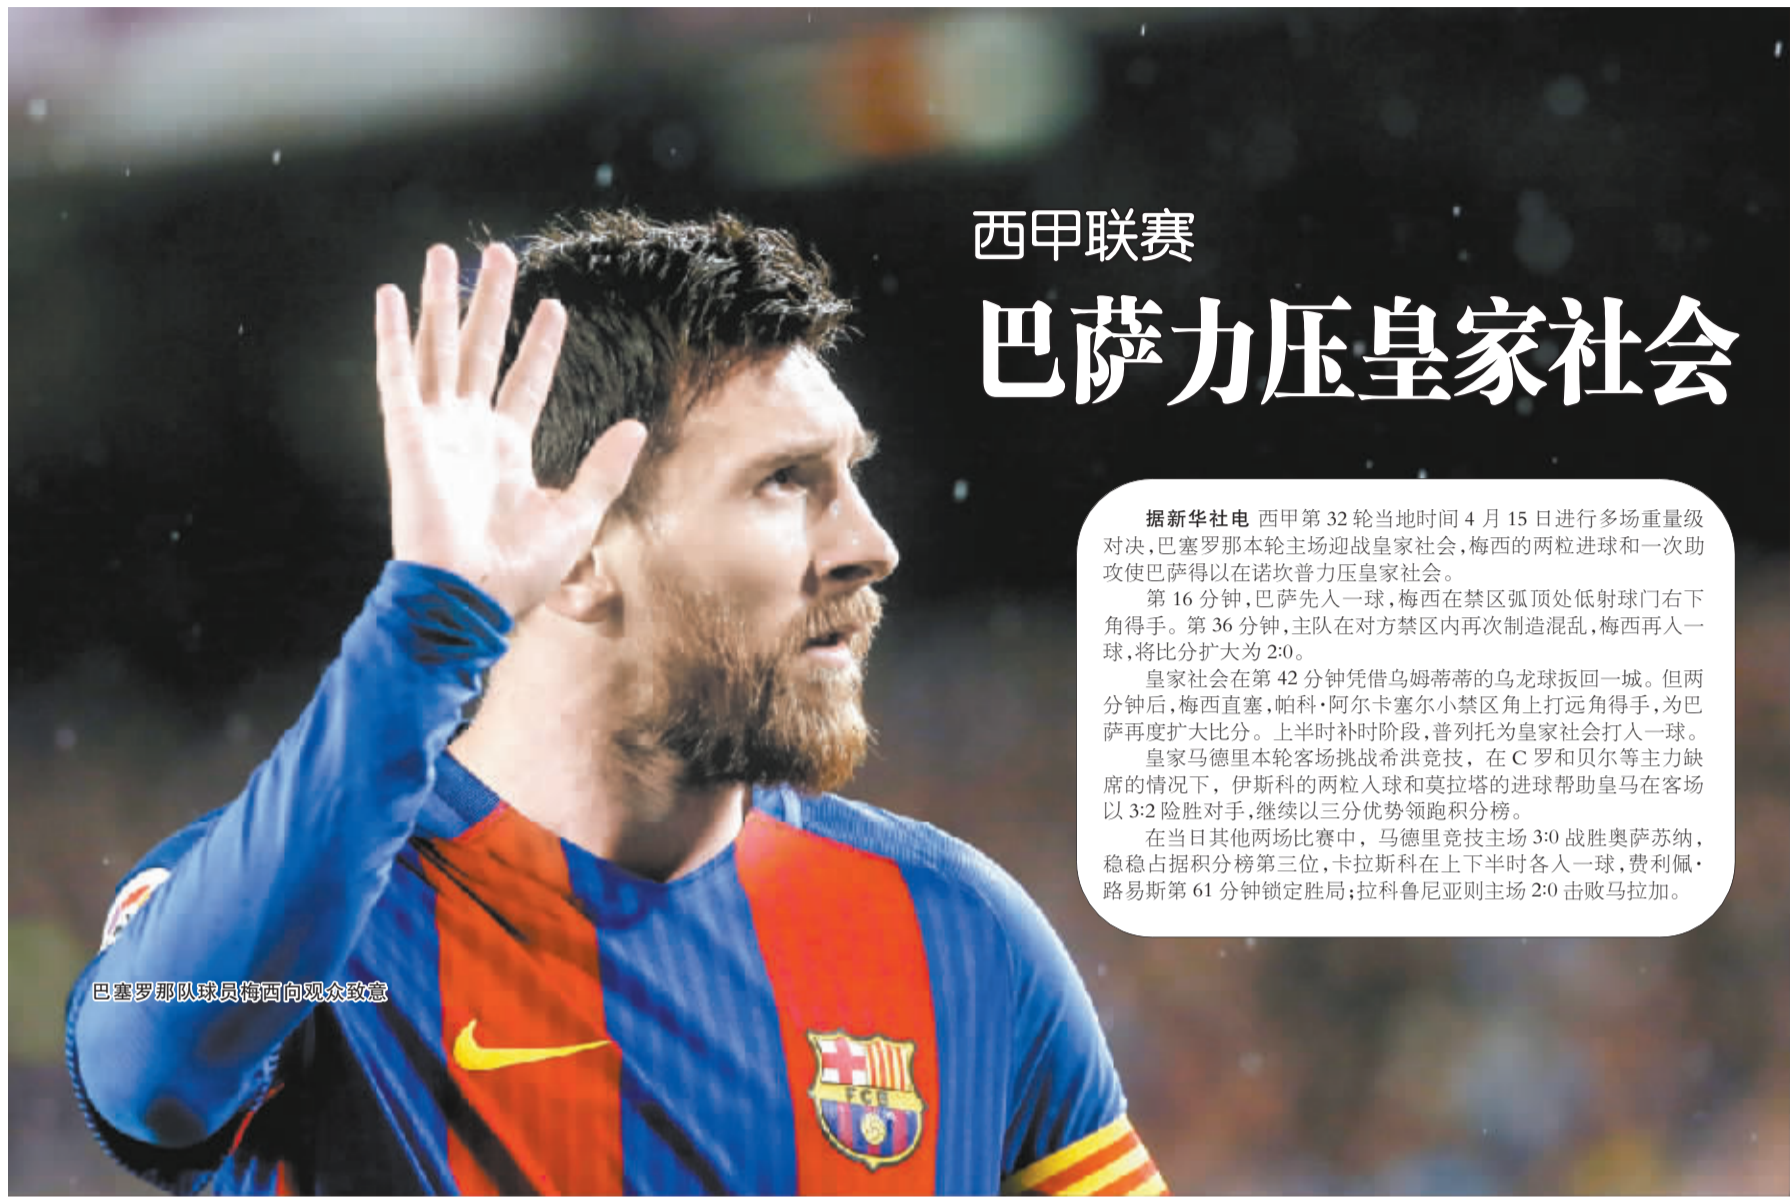 西甲联赛
巴萨力压皇家社会
据新华社电 西甲第 32 轮当地时间 4 月 15 日进行多场重量级
对决，巴塞罗那本轮主场迎战皇家社会，梅西的两粒进球和一次助
攻使巴萨得以在诺坎普力压皇家社会。
第 16 分钟，巴萨先入一球，梅西在禁区弧顶处低射球门右下
角得手。第 36 分钟，主队在对方禁区内再次制造混乱，梅西再入一
球，将比分扩大为 2:0。
皇家社会在第 42 分钟凭借乌姆蒂蒂的乌龙球扳回一城。但两
分钟后，梅西直塞，帕科·阿尔卡塞尔小禁区角上打远角得手，为巴
萨再度扩大比分。上半时补时阶段，普列托为皇家社会打入一球。
皇家马德里本轮客场挑战希洪竞技，在 C 罗和贝尔等主力缺
席的情况下，伊斯科的两粒入球和莫拉塔的进球帮助皇马在客场
以 3:2 险胜对手，继续以三分优势领跑积分榜。
在当日其他两场比赛中，马德里竞技主场 3:0 战胜奥萨苏纳，
稳稳占据积分榜第三位，卡拉斯科在上下半时各入一球，费利佩·
路易斯第 61 分钟锁定胜局；拉科鲁尼亚则主场 2:0 击败马拉加。
巴塞罗那队球员梅西向观众致意
FCB